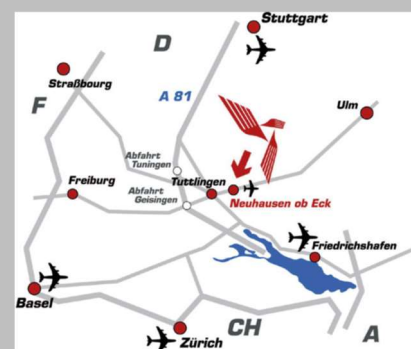 Stuttgart
D
Straßbourg
A 81
F
Ulm
Abfahrt
Tuningen
Freiburg
Tuttlingen
Abfahrt
Geisingen
Neuhausen ob Eck
Friedrichshafen
Basel
CH
A
Zürich